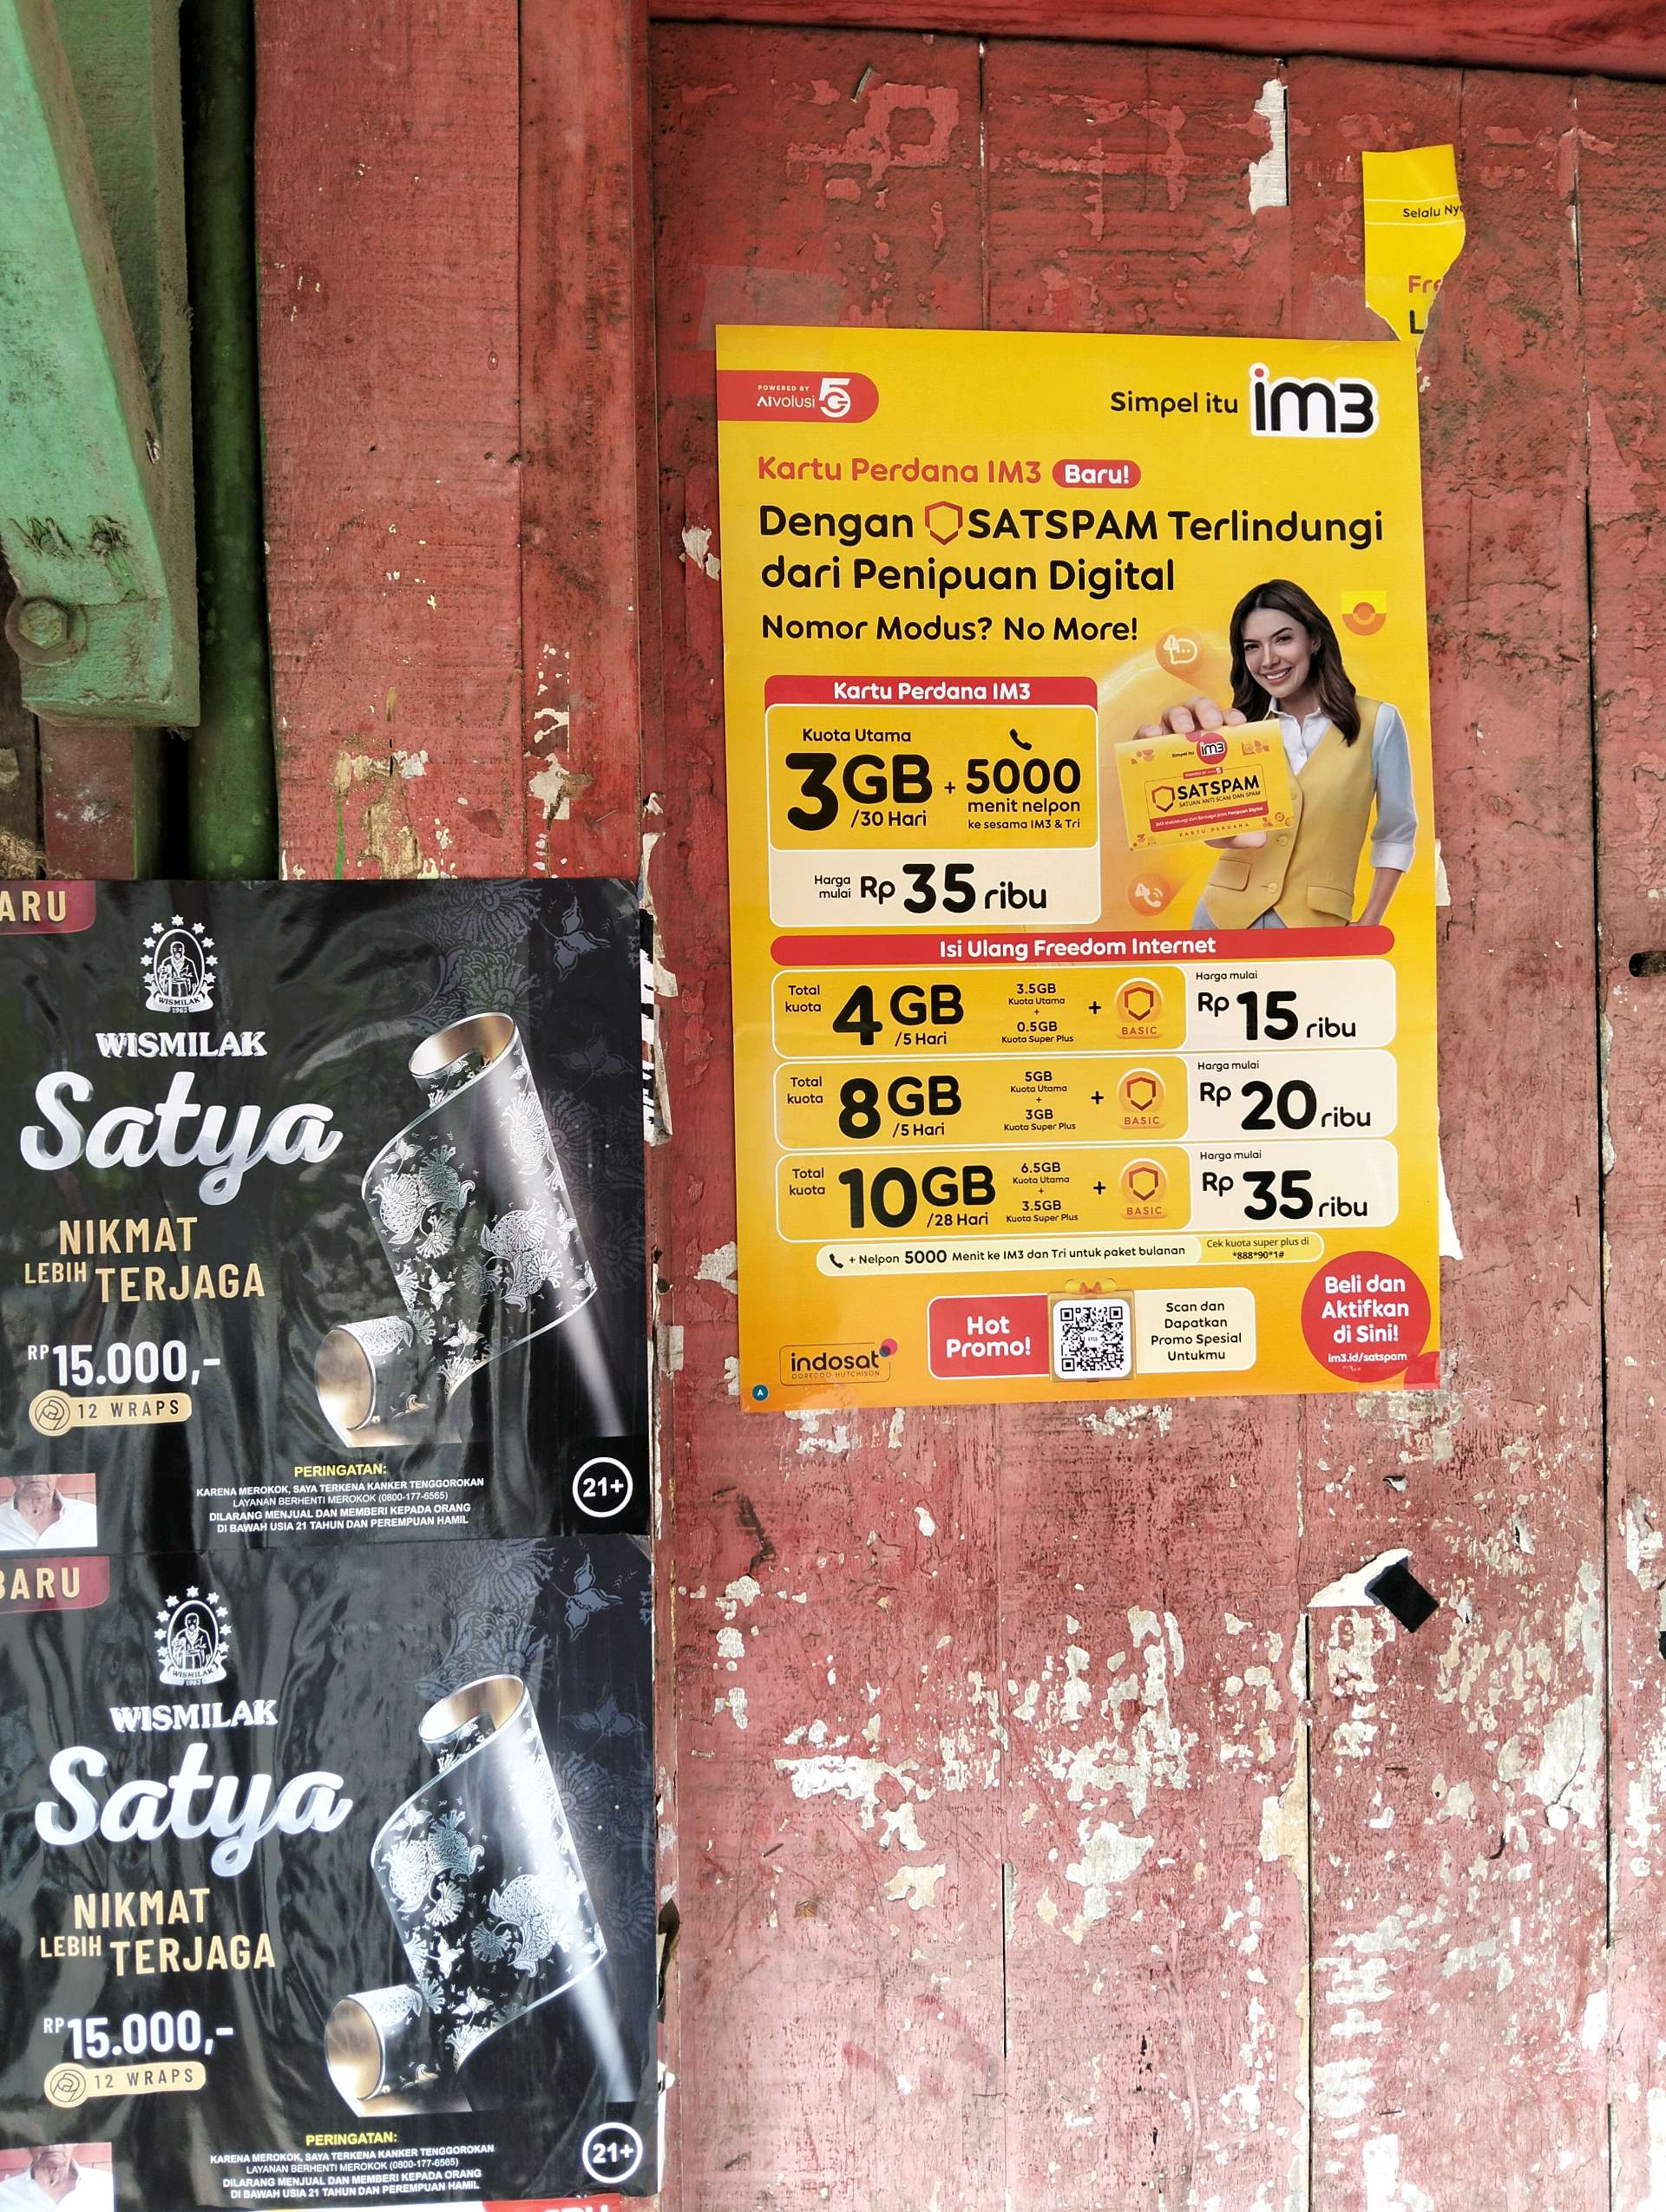 Selalu
POWERED BY
AIvolusi 5G
Simpel itu im3
Kartu Perdana IM3 Baru!
Dengan SATSPAM Terlindungi
dari Penipuan Digital
Nomor Modus? No More!
Kartu Perdana IM3
Kuota Utama
3GB /30 Hari + 5000 menit nelpon
ke sesama IM3 & Tri
Harga mulai Rp 35 ribu
Simpel itu im3
SATSPAM
SATUAN ANTI SCAM DAN SPAM
KARTU PERDANA
Isi Ulang Freedom Internet
Total kuota 4GB /5 Hari
3.5GB
Kuota Utama
+
0.5GB
Kuota Super Plus
+ BASIC
Harga mulai
Rp 15 ribu
Total kuota 8GB /5 Hari
5GB
Kuota Utama
+
3GB
Kuota Super Plus
+ BASIC
Harga mulai
Rp 20 ribu
Total kuota 10GB /28 Hari
6.5GB
Kuota Utama
+
3.5GB
Kuota Super Plus
+ BASIC
Harga mulai
Rp 35 ribu
+ Nelpon 5000 Menit ke IM3 dan Tri untuk paket bulanan
Cek kuota super plus di
*888*90*1#
indosat
OOREDOO HUTCHISON
A
Hot
Promo!
Scan dan
Dapatkan
Promo Spesial
Untukmu
Beli dan
Aktifkan
di Sini!
im3.id/satspam
ARU
WISMILAK
1962
WISMILAK
Satya
NIKMAT
LEBIH TERJAGA
RP 15.000,-
12 WRAPS
PERINGATAN:
KARENA MEROKOK, SAYA TERKENA KANKER TENGGOROKAN
LAYANAN BERHENTI MEROKOK (0800-177-6565)
DILARANG MENJUAL DAN MEMBERI KEPADA ORANG
DI BAWAH USIA 21 TAHUN DAN PEREMPUAN HAMIL
21+
BARU
WISMILAK
1962
WISMILAK
Satya
NIKMAT
LEBIH TERJAGA
RP 15.000,-
12 WRAPS
PERINGATAN:
KARENA MEROKOK, SAYA TERKENA KANKER TENGGOROKAN
LAYANAN BERHENTI MEROKOK (0800-177-6565)
DILARANG MENJUAL DAN MEMBERI KEPADA ORANG
DI BAWAH USIA 21 TAHUN DAN PEREMPUAN HAMIL
21+